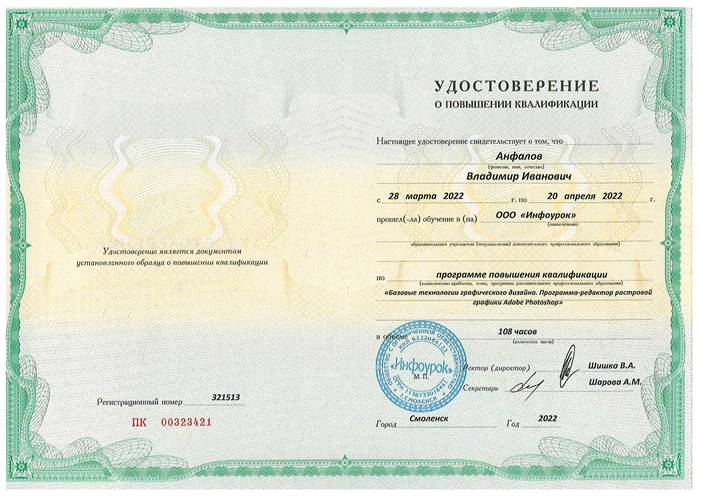 УДОСТОВЕРЕНИЕ
О ПОВЫШЕНИИ КВАЛИФИКАЦИИ
Настоящее удостоверение свидетельствует о том, что
Анфалов
(фамилия, имя, отчество)
Владимир Иванович
с 28 марта 2022 г. по 20 апреля 2022 г.
прошел(-ла) обучение в (на) ООО «Инфоурок»
(наименование)
образовательного учреждения (подразделения) дополнительного профессионального образования)
по программе повышения квалификации
(наименование проблемы, темы, программы дополнительного профессионального образования)
«Базовые технологии графического дизайна. Программа-редактор растровой
графики Adobe Photoshop»
в объеме 108 часов
(количество часов)
«Инфоурок»
М.П.
г. СМОЛЕНСК
Ректор (директор) Шишко В.А.
Секретарь Шарова А.М.
Город Смоленск Год 2022
Удостоверение является документом
установленного образца о повышении квалификации
Регистрационный номер 321513
ПК 00323421